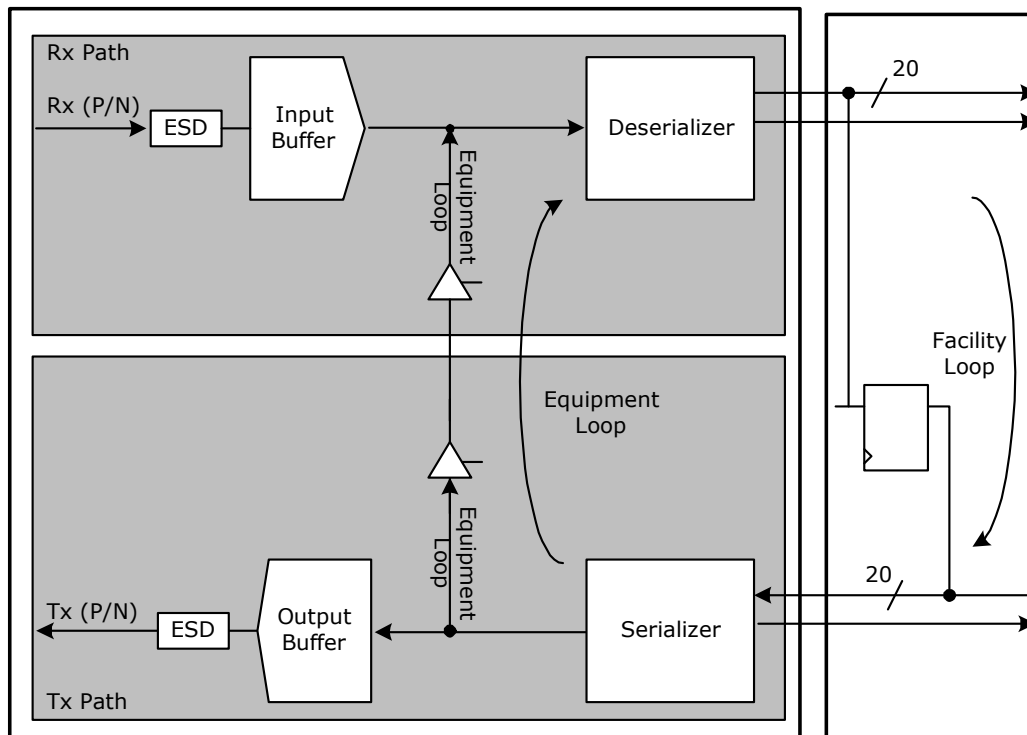 Rx Path
20
Rx (P/N)
ESD
Input
Buffer
Deserializer
Equipment
Loop
Facility
Loop
Equipment
Loop
Equipment
Loop
20
Tx (P/N)
ESD
Output
Buffer
Serializer
Tx Path